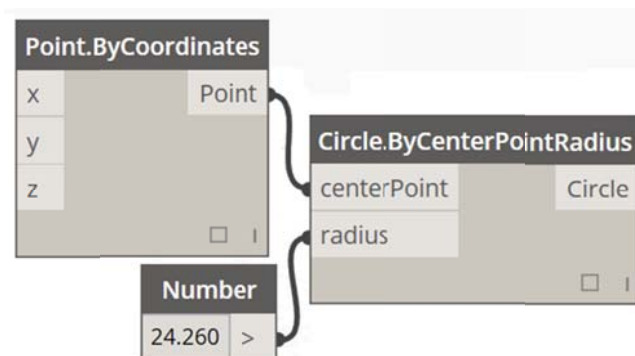 Point.ByCoordinates
x
Point
y
z
Circle.ByCenterPointRadius
centerPoint
Circle
radius
Number
24.260
>